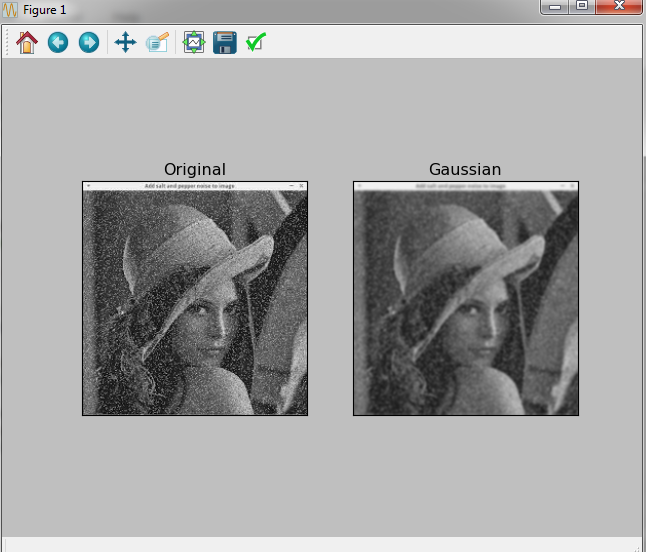 Figure 1
Original
Gaussian
Add salt and pepper noise to image
Add salt and pepper noise to image